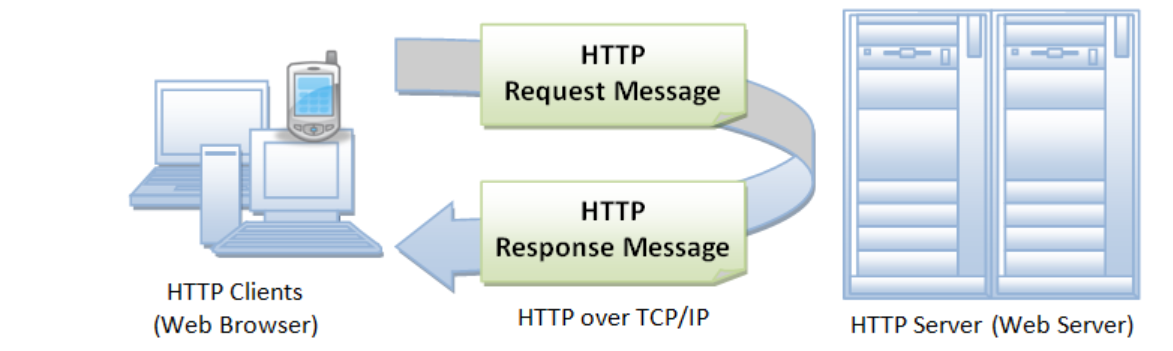 HTTP
Request Message
HTTP
Response Message
HTTP Clients
(Web Browser)
HTTP over TCP/IP
HTTP Server (Web Server)